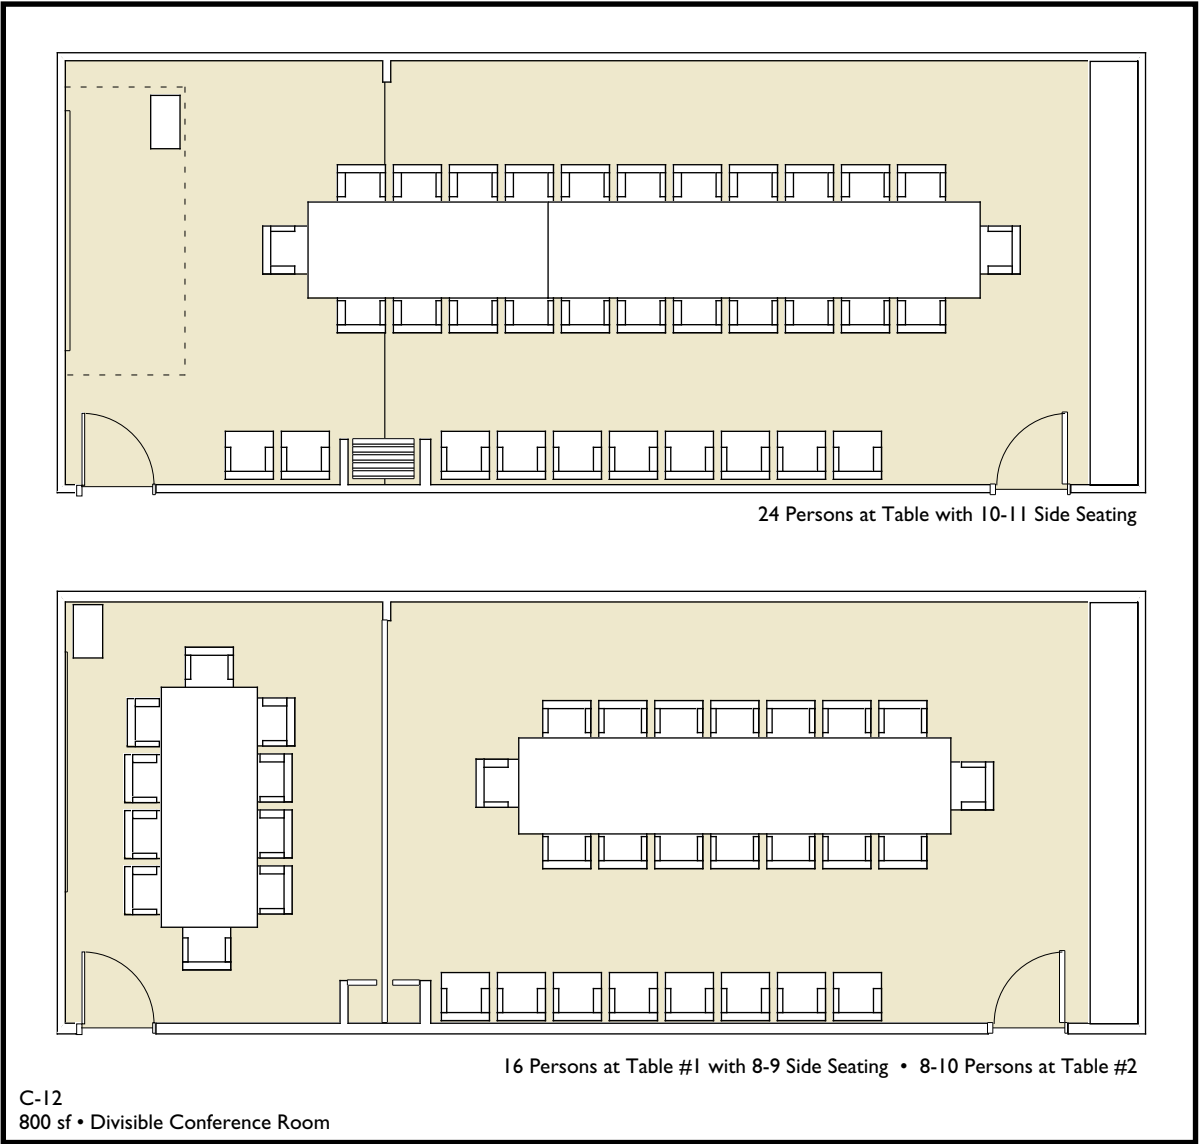 24 Persons at Table with 10-11 Side Seating
16 Persons at Table #1 with 8-9 Side Seating • 8-10 Persons at Table #2
C-12
800 sf • Divisible Conference Room